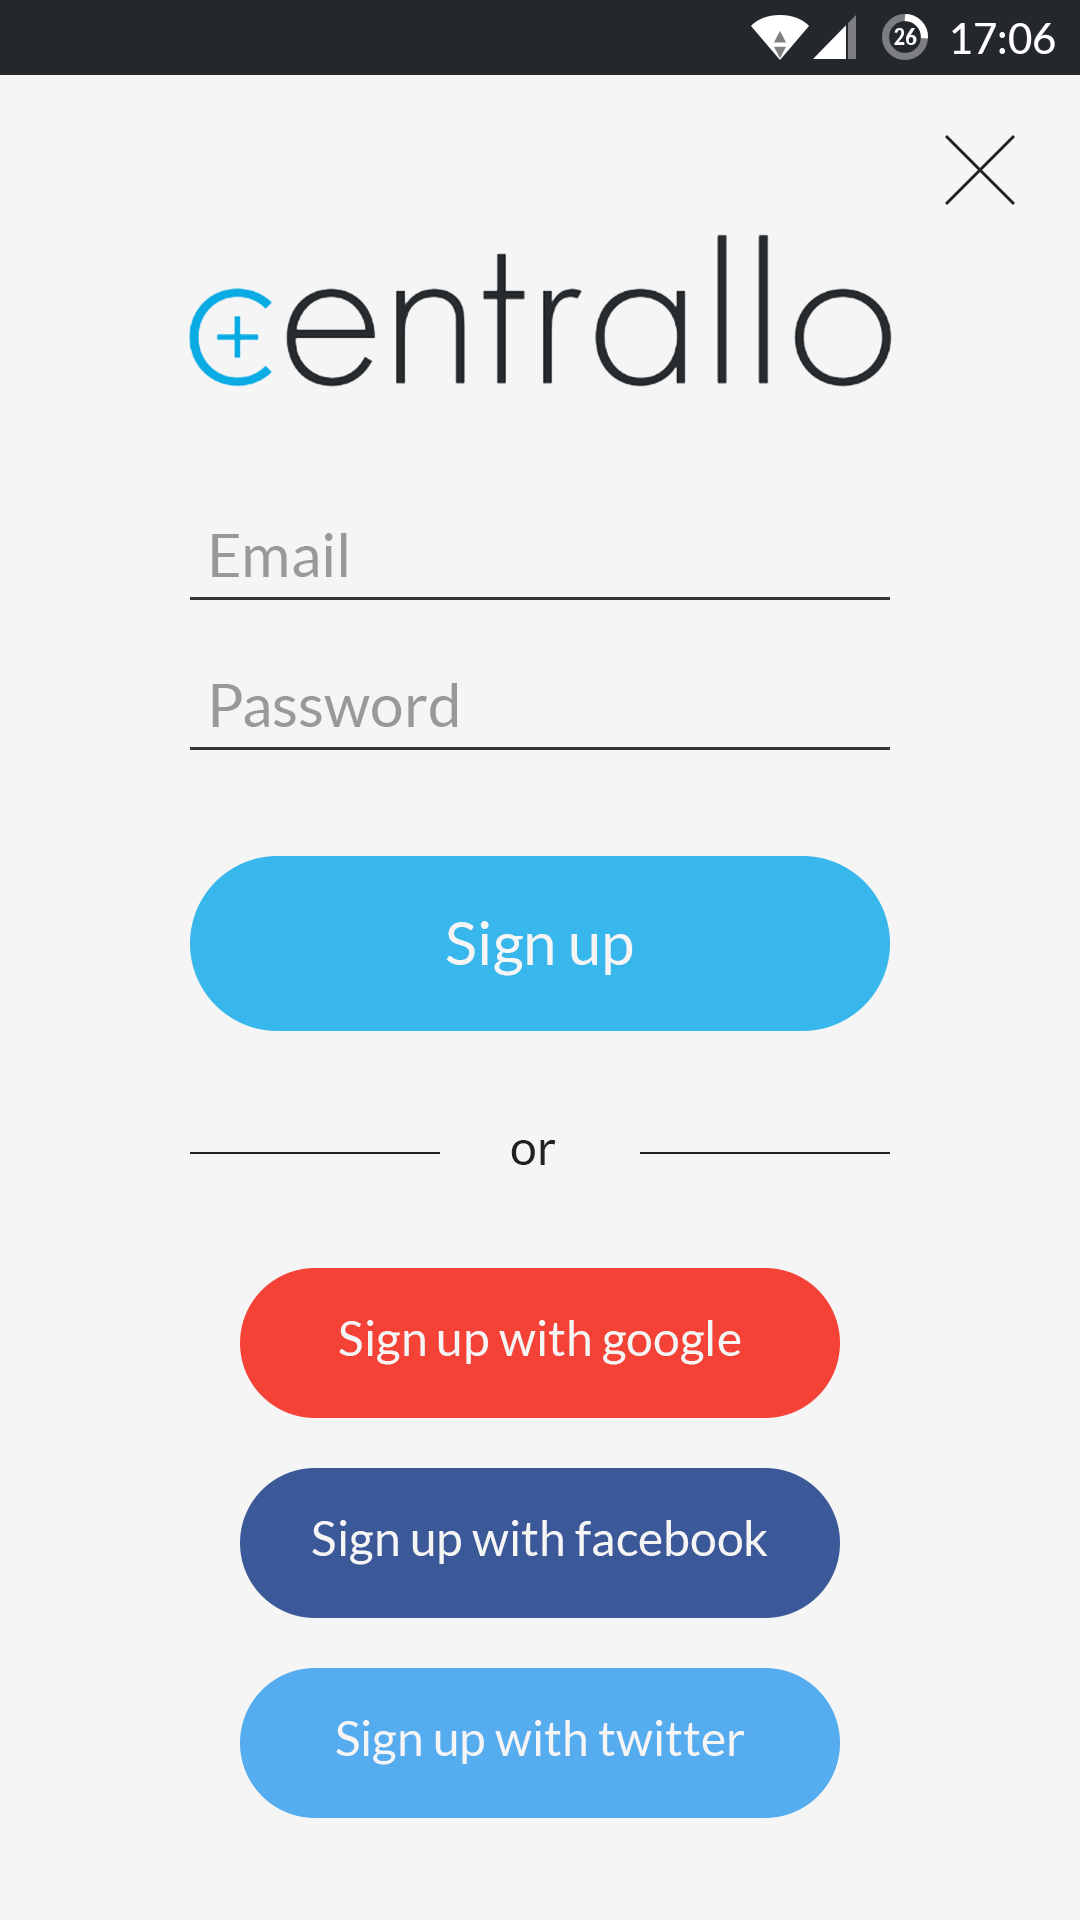 26 17:06
centrallo
Email
Password
Sign up
or
Sign up with google
Sign up with facebook
Sign up with twitter